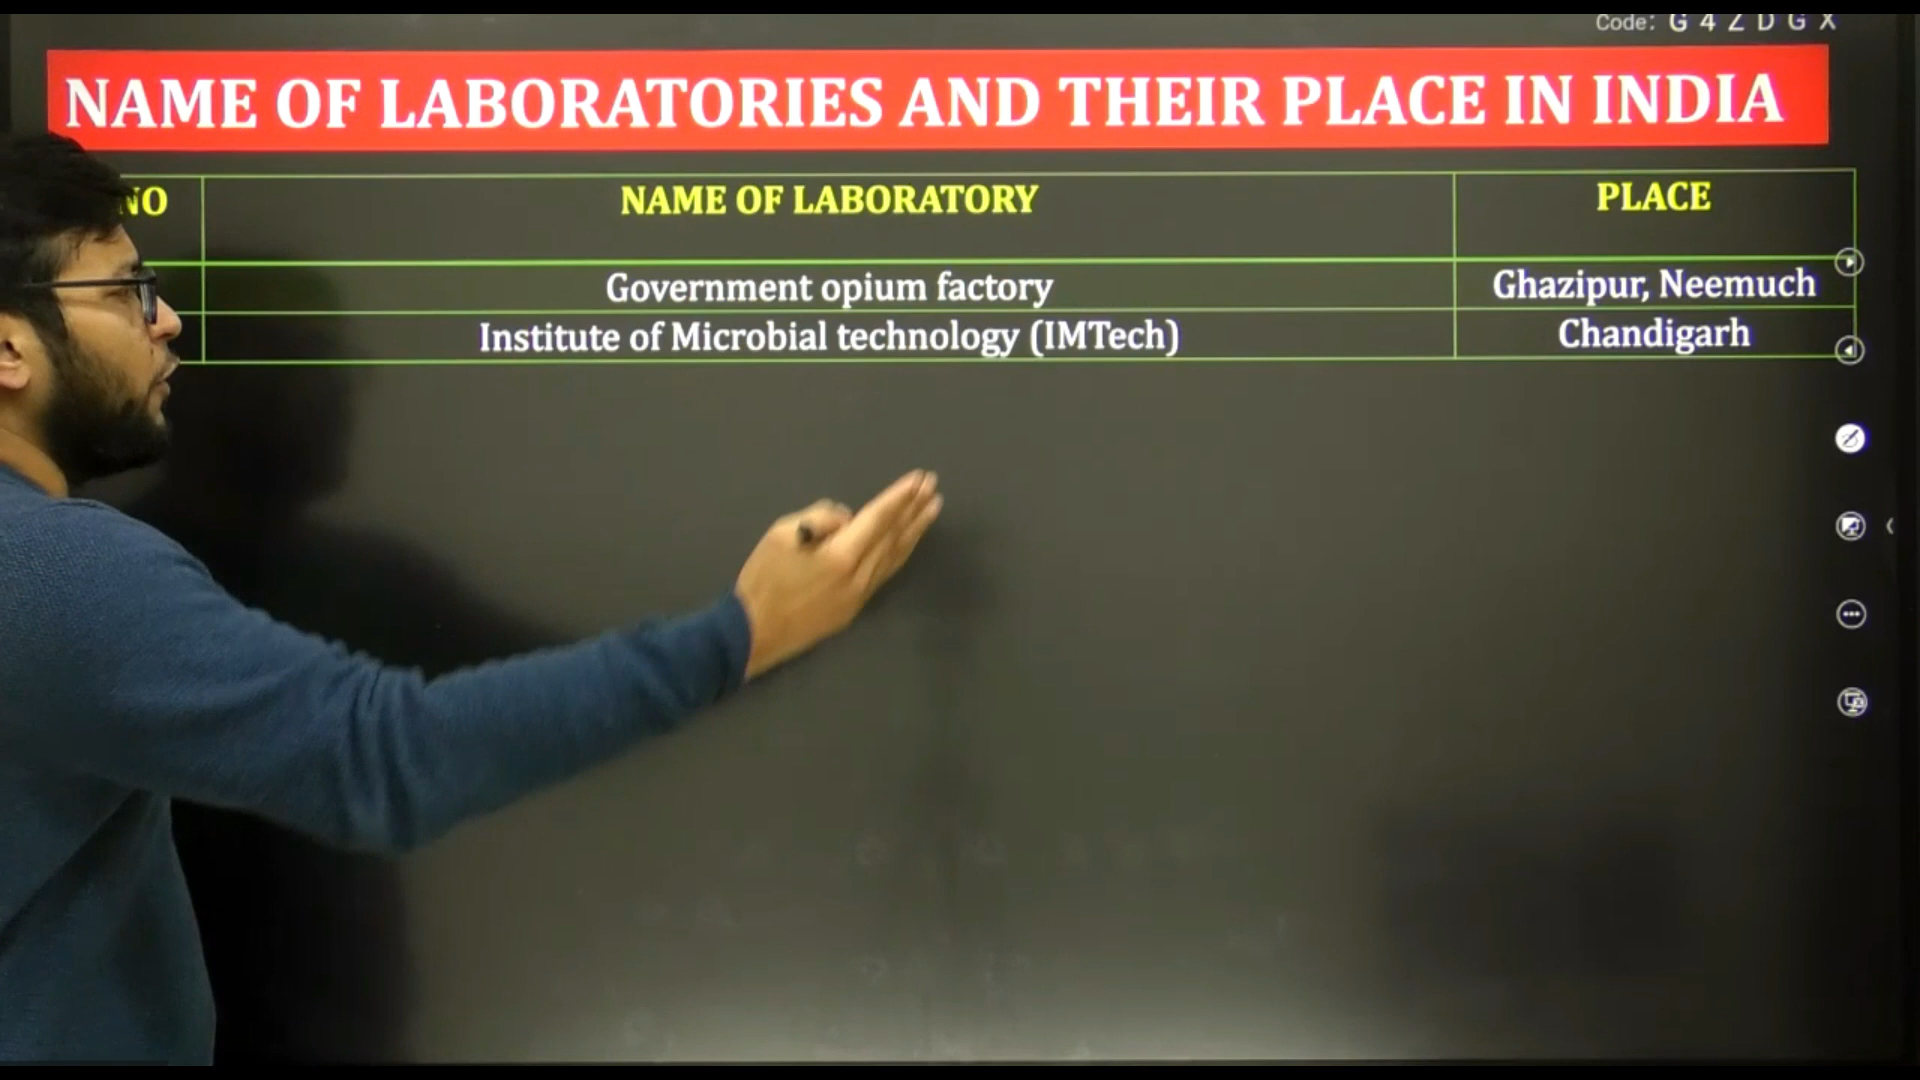 Code: G 4 Z D G X
NAME OF LABORATORIES AND THEIR PLACE IN INDIA
NO NAME OF LABORATORY PLACE
Government opium factory Ghazipur, Neemuch
Institute of Microbial technology (IMTech) Chandigarh